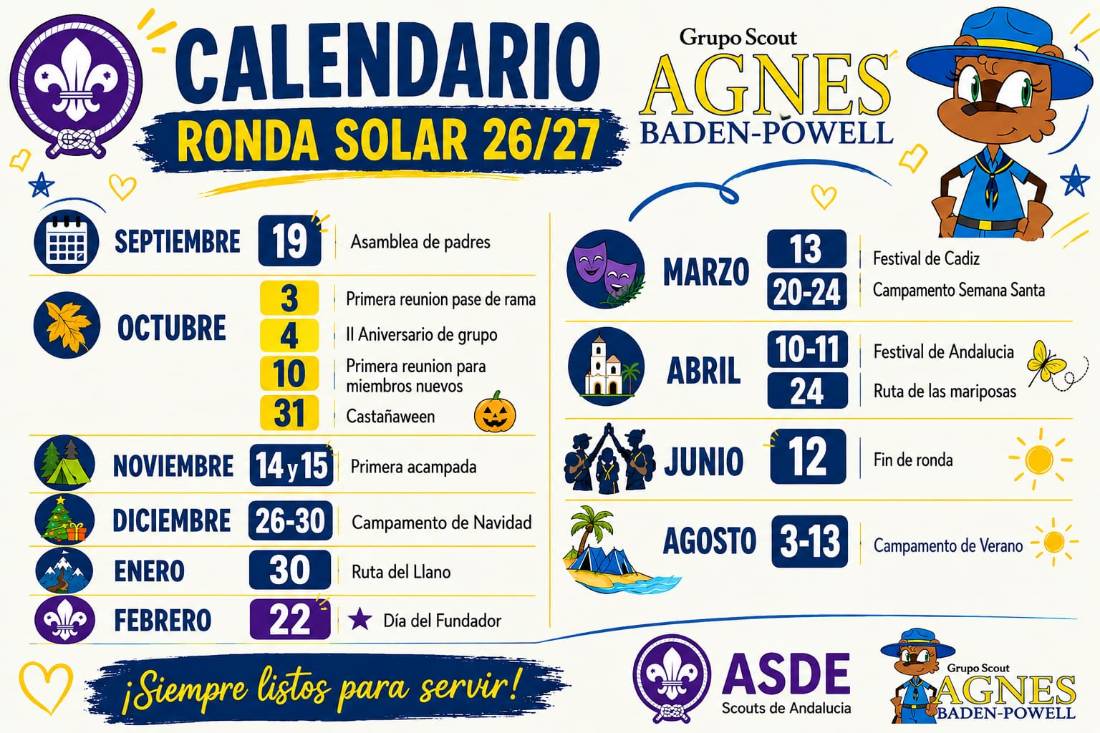 CALENDARIO
RONDA SOLAR 26/27
Grupo Scout
AGNES
BADEN-POWELL
SEPTIEMBRE 19 Asamblea de padres
OCTUBRE
3 Primera reunion pase de rama
4 II Aniversario de grupo
10 Primera reunion para
miembros nuevos
31 Castañaween
NOVIEMBRE 14 y 15 Primera acampada
DICIEMBRE 26-30 Campamento de Navidad
ENERO 30 Ruta del Llano
FEBRERO 22 Día del Fundador
MARZO
13 Festival de Cadiz
20-24 Campamento Semana Santa
ABRIL
10-11 Festival de Andalucia
24 Ruta de las mariposas
JUNIO 12 Fin de ronda
AGOSTO 3-13 Campamento de Verano
¡Siempre listos para servir!
ASDE
Scouts de Andalucía
Grupo Scout
AGNES
BADEN-POWELL